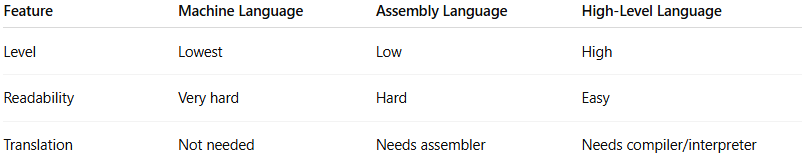 Feature Machine Language Assembly Language High-Level Language
Level Lowest Low High
Readability Very hard Hard Easy
Translation Not needed Needs assembler Needs compiler/interpreter